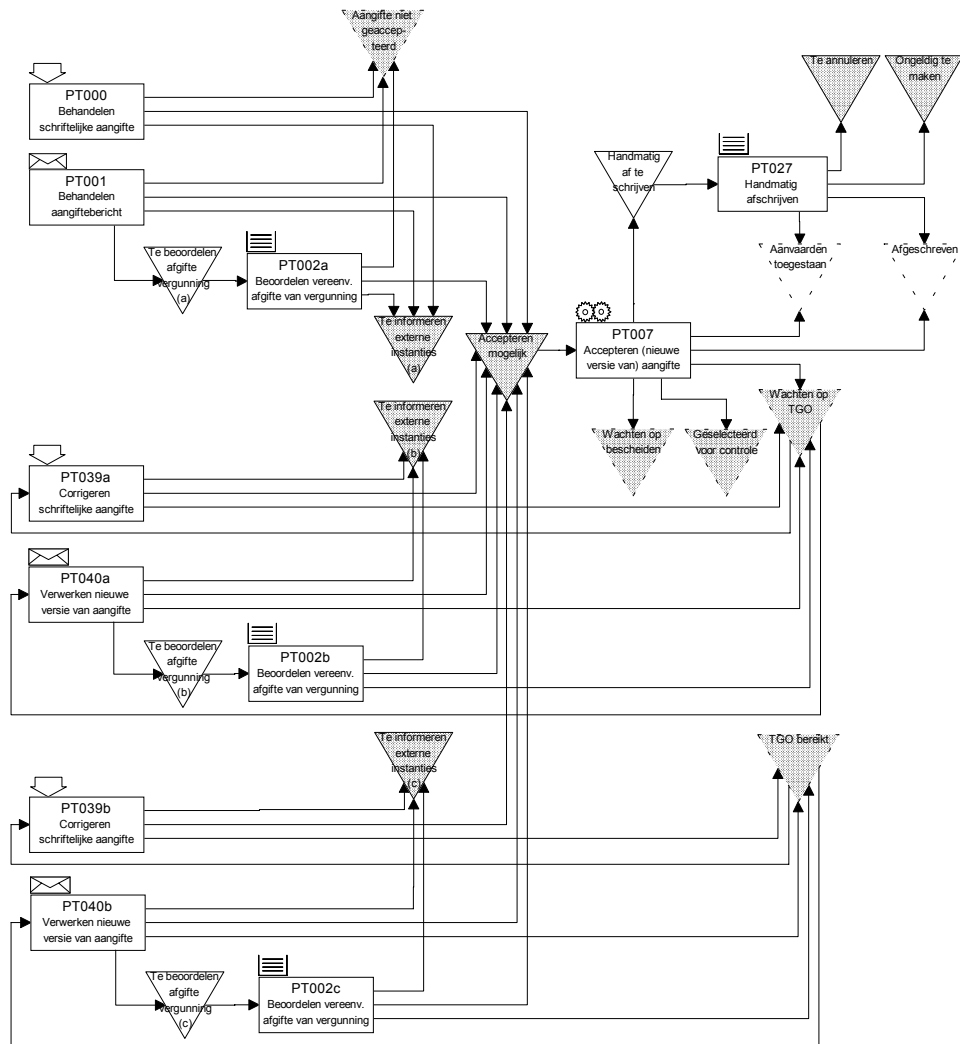 Aangifte niet
geaccep-
teerd
PT000
Behandelen
schriftelijke aangifte
Te annuleren
Ongeldig te
maken
PT001
Behandelen
aangiftebericht
Handmatig
af te
schrijven
PT027
Handmatig
afschrijven
Te beoordelen
afgifte
vergunning
(a)
PT002a
Beoordelen vereenv.
afgifte van vergunning
Aanvaarden
toegestaan
Afgeschreven
Te informeren
externe
instanties
(a)
Accepteren
mogelijk
PT007
Accepteren (nieuwe
versie van) aangifte
Te informeren
externe
instanties
(b)
Wachten op
bescheiden
Geselecteerd
voor controle
Wachten op
TGO
PT039a
Corrigeren
schriftelijke aangifte
PT040a
Verwerken nieuwe
versie van aangifte
Te beoordelen
afgifte
vergunning
(b)
PT002b
Beoordelen vereenv.
afgifte van vergunning
Te informeren
externe
instanties
(c)
TGO bereikt
PT039b
Corrigeren
schriftelijke aangifte
PT040b
Verwerken nieuwe
versie van aangifte
Te beoordelen
afgifte
vergunning
(c)
PT002c
Beoordelen vereenv.
afgifte van vergunning